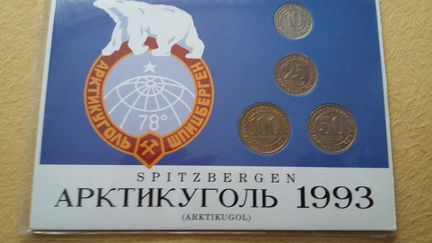 10
25
АРКТИКУГОЛЬ
ШПИЦБЕРГЕН
78°
100
50
SPITZBERGEN
АРКТИКУГОЛЬ 1993
(ARKTIKUGOL)